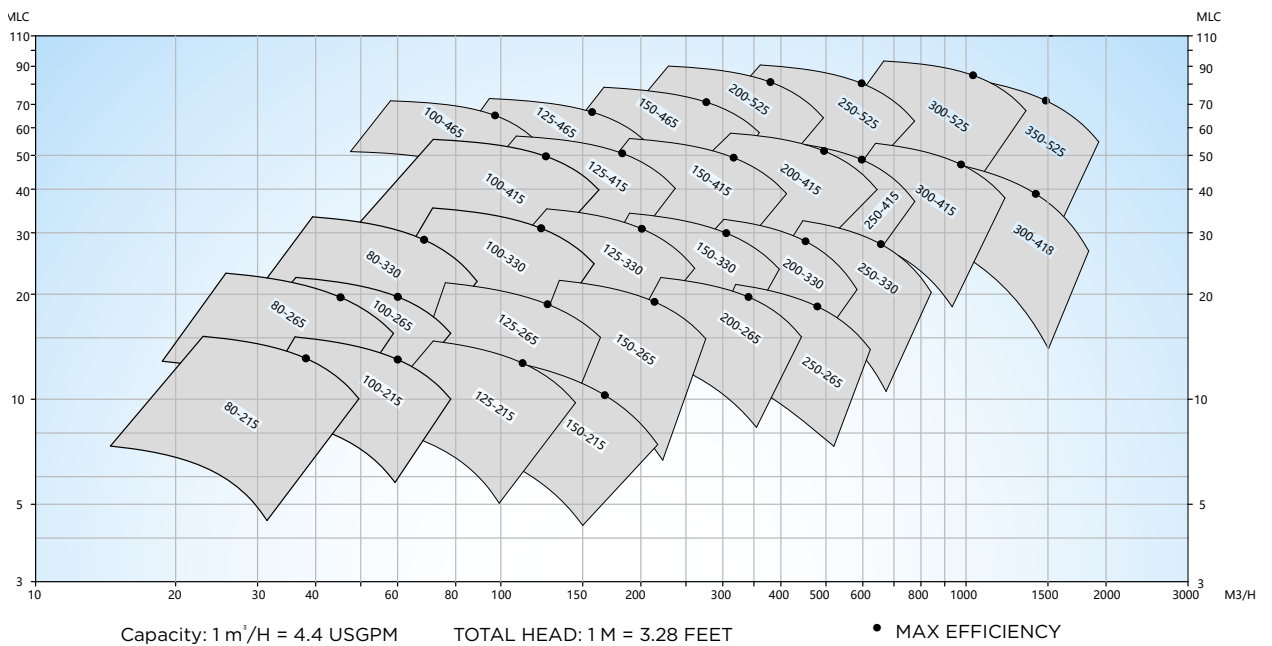 MLC MLC
110 110
90 90
200-525 250-525 300-525
70 150-465 70
100-465 125-465
60 350-525 60
50 50
125-415 150-415 200-415
40 100-415 250-415 300-415 40
30 300-418 30
80-330 100-330 125-330 150-330 200-330 250-330
20 20
80-265 100-265 125-265 150-265 200-265
250-265
10 10
80-215 100-215 125-215 150-215
5 5
3 3
10 20 30 40 50 60 80 100 150 200 300 400 500 600 800 1000 1500 2000 3000 M3/H
Capacity: 1 m³/H = 4.4 USGPM TOTAL HEAD: 1 M = 3.28 FEET MAX EFFICIENCY